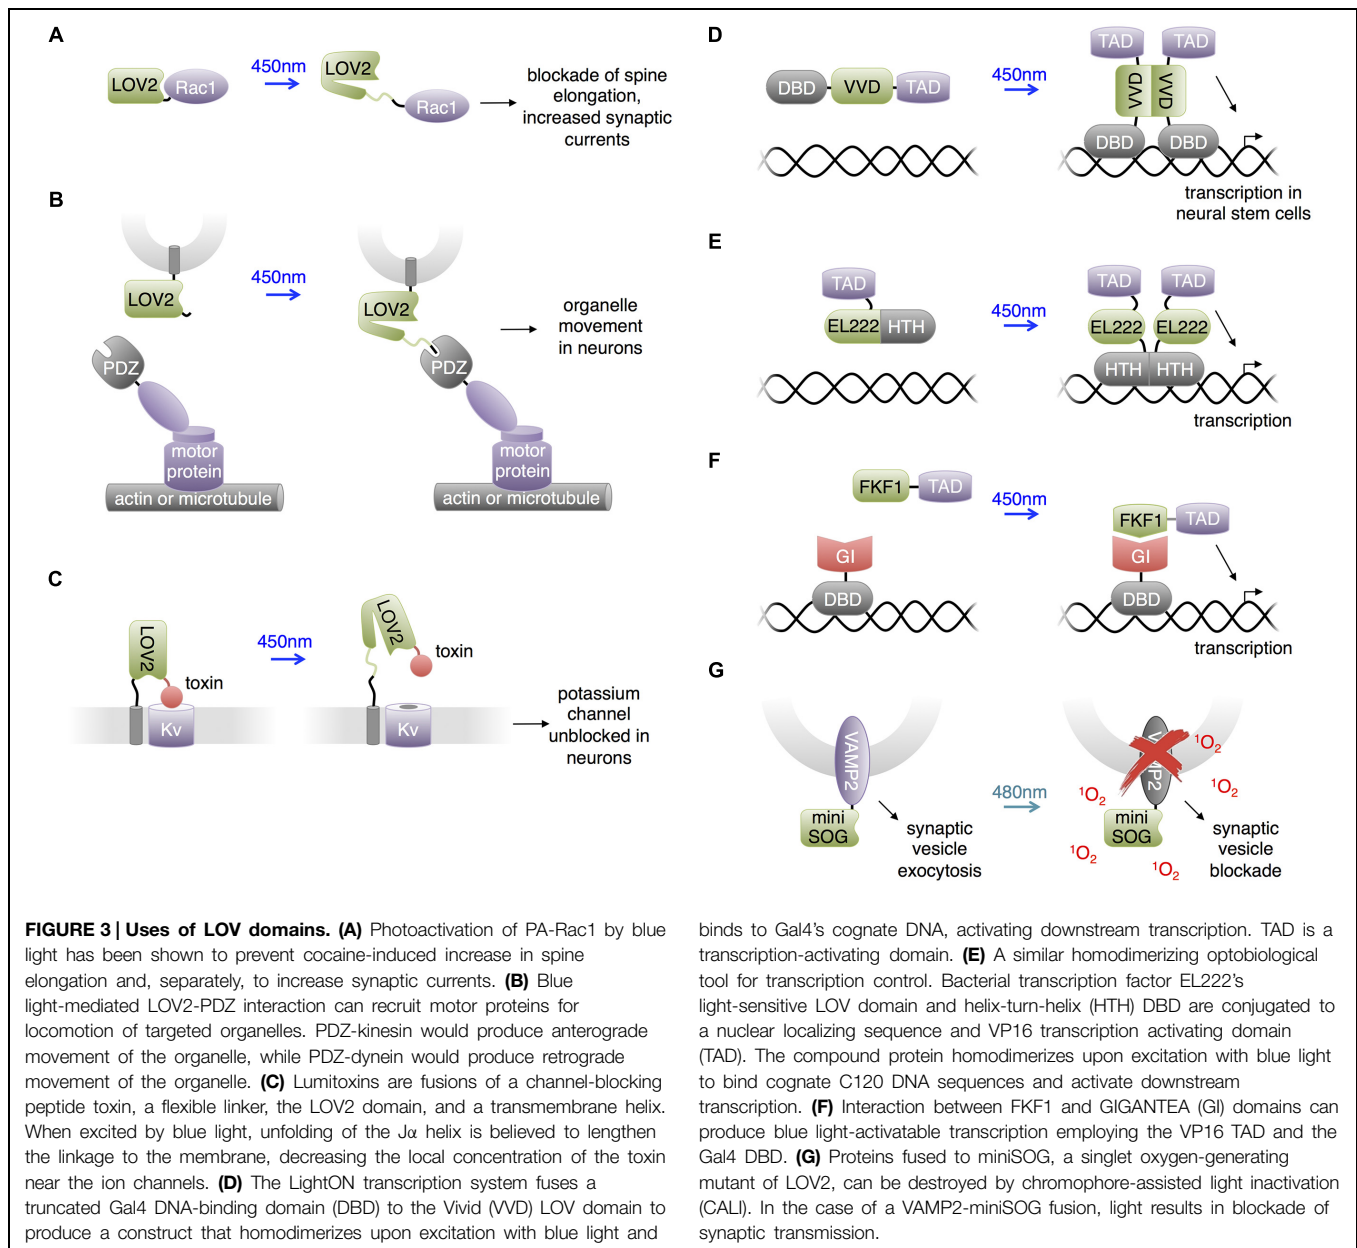 A
LOV2
Rac1
450nm
LOV2
Rac1
blockade of spine
elongation,
increased synaptic
currents
B
LOV2
PDZ
motor
protein
actin or microtubule
450nm
LOV2
PDZ
motor
protein
actin or microtubule
organelle
movement
in neurons
C
LOV2
toxin
Kv
450nm
LOV2
toxin
Kv
potassium
channel
unblocked in
neurons
D
DBD
VVD
TAD
450nm
TAD
TAD
VVD
VVD
DBD
DBD
transcription in
neural stem cells
E
TAD
EL222
HTH
450nm
TAD
TAD
EL222
EL222
HTH
HTH
transcription
F
FKF1
TAD
GI
DBD
450nm
FKF1
TAD
GI
DBD
transcription
G
VAMP2
mini
SOG
synaptic
vesicle
exocytosis
480nm
VAMP2
mini
SOG
¹O₂
¹O₂
¹O₂
¹O₂
¹O₂
synaptic
vesicle
blockade
FIGURE 3 | Uses of LOV domains. (A) Photoactivation of PA-Rac1 by blue
light has been shown to prevent cocaine-induced increase in spine
elongation and, separately, to increase synaptic currents. (B) Blue
light-mediated LOV2-PDZ interaction can recruit motor proteins for
locomotion of targeted organelles. PDZ-kinesin would produce anterograde
movement of the organelle, while PDZ-dynein would produce retrograde
movement of the organelle. (C) Lumitoxins are fusions of a channel-blocking
peptide toxin, a flexible linker, the LOV2 domain, and a transmembrane helix.
When excited by blue light, unfolding of the Jα helix is believed to lengthen
the linkage to the membrane, decreasing the local concentration of the toxin
near the ion channels. (D) The LightON transcription system fuses a
truncated Gal4 DNA-binding domain (DBD) to the Vivid (VVD) LOV domain to
produce a construct that homodimerizes upon excitation with blue light and
binds to Gal4's cognate DNA, activating downstream transcription. TAD is a
transcription-activating domain. (E) A similar homodimerizing optobiological
tool for transcription control. Bacterial transcription factor EL222's
light-sensitive LOV domain and helix-turn-helix (HTH) DBD are conjugated to
a nuclear localizing sequence and VP16 transcription activating domain
(TAD). The compound protein homodimerizes upon excitation with blue light
to bind cognate C120 DNA sequences and activate downstream
transcription. (F) Interaction between FKF1 and GIGANTEA (GI) domains can
produce blue light-activatable transcription employing the VP16 TAD and the
Gal4 DBD. (G) Proteins fused to miniSOG, a singlet oxygen-generating
mutant of LOV2, can be destroyed by chromophore-assisted light inactivation
(CALI). In the case of a VAMP2-miniSOG fusion, light results in blockade of
synaptic transmission.